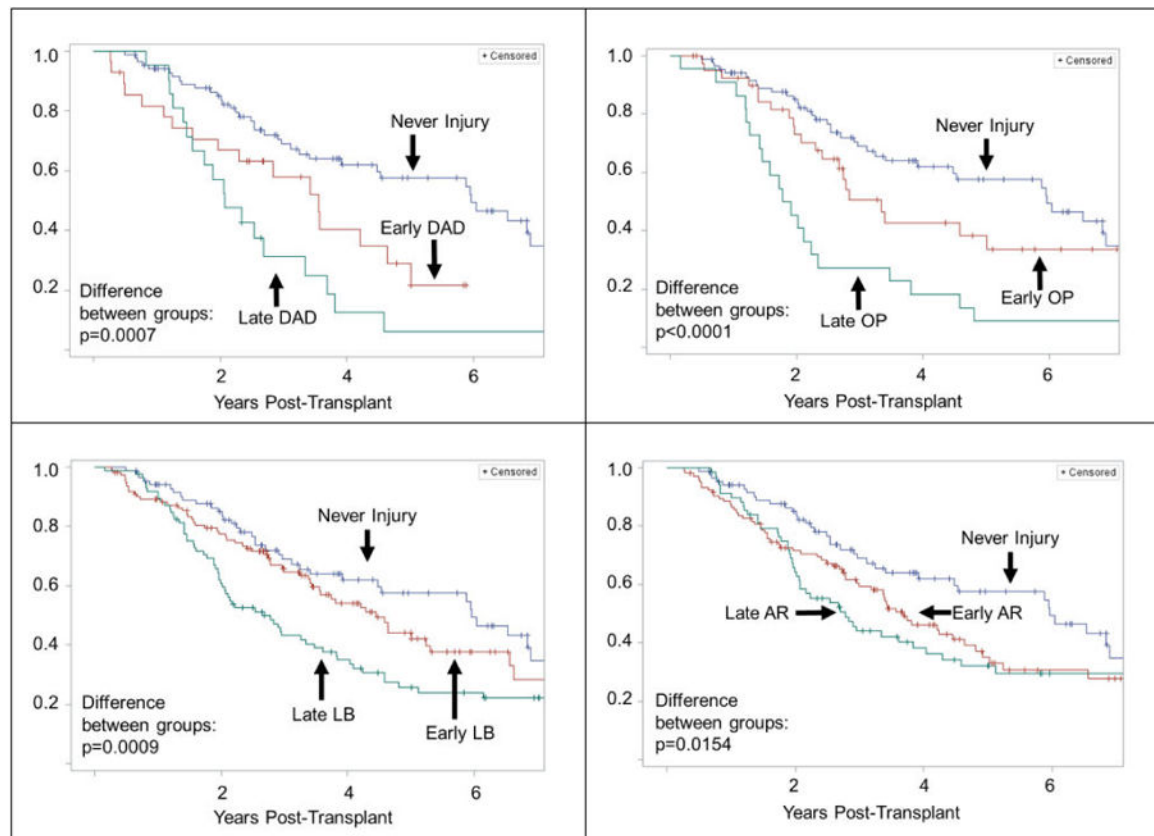 1.0
+ Censored
0.8
Never Injury
0.6
Early DAD
0.4
0.2
Difference
between groups:
p=0.0007
Late DAD
2 4 6
Years Post-Transplant
1.0
+ Censored
0.8
Never Injury
0.6
0.4
0.2
Difference
between groups:
p<0.0001
Early OP
Late OP
2 4 6
Years Post-Transplant
1.0
+ Censored
0.8
Never Injury
0.6
0.4
0.2
Difference
between groups:
p=0.0009
Late LB
Early LB
2 4 6
Years Post-Transplant
1.0
+ Censored
0.8
Never Injury
0.6
Late AR Early AR
0.4
0.2
Difference
between groups:
p=0.0154
2 4 6
Years Post-Transplant